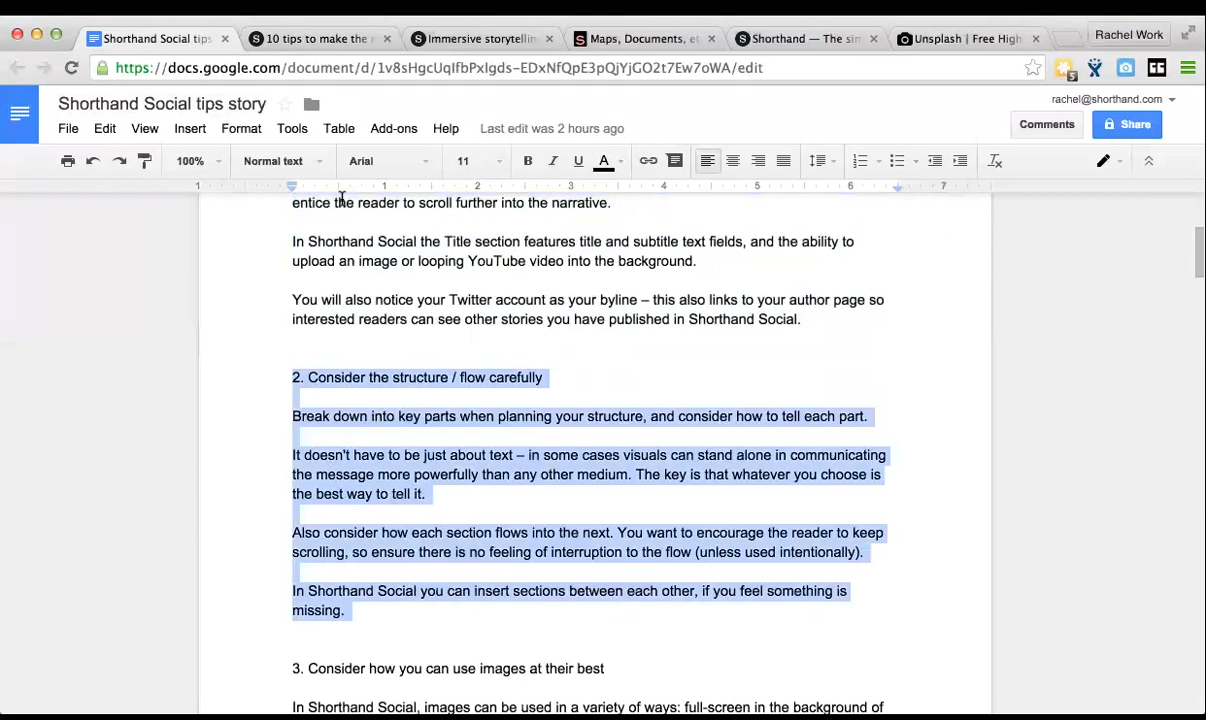 Shorthand Social tips
10 tips to make the
Immersive storytellin
Maps, Documents, et
Shorthand — The sim
Unsplash | Free High
Rachel Work
https://docs.google.com/document/d/1v8sHgcUqIfbPxIgds-EDxNfQpE3pQjYjGO2t7Ew7oWA/edit
5
Shorthand Social tips story
rachel@shorthand.com
File Edit View Insert Format Tools Table Add-ons Help Last edit was 2 hours ago
Comments Share
100% Normal text Arial 11 B I U A
1 1 2 3 4 5 6 7
entice the reader to scroll further into the narrative.
In Shorthand Social the Title section features title and subtitle text fields, and the ability to
upload an image or looping YouTube video into the background.
You will also notice your Twitter account as your byline – this also links to your author page so
interested readers can see other stories you have published in Shorthand Social.
2. Consider the structure / flow carefully
Break down into key parts when planning your structure, and consider how to tell each part.
It doesn't have to be just about text – in some cases visuals can stand alone in communicating
the message more powerfully than any other medium. The key is that whatever you choose is
the best way to tell it.
Also consider how each section flows into the next. You want to encourage the reader to keep
scrolling, so ensure there is no feeling of interruption to the flow (unless used intentionally).
In Shorthand Social you can insert sections between each other, if you feel something is
missing.
3. Consider how you can use images at their best
In Shorthand Social, images can be used in a variety of ways: full-screen in the background of